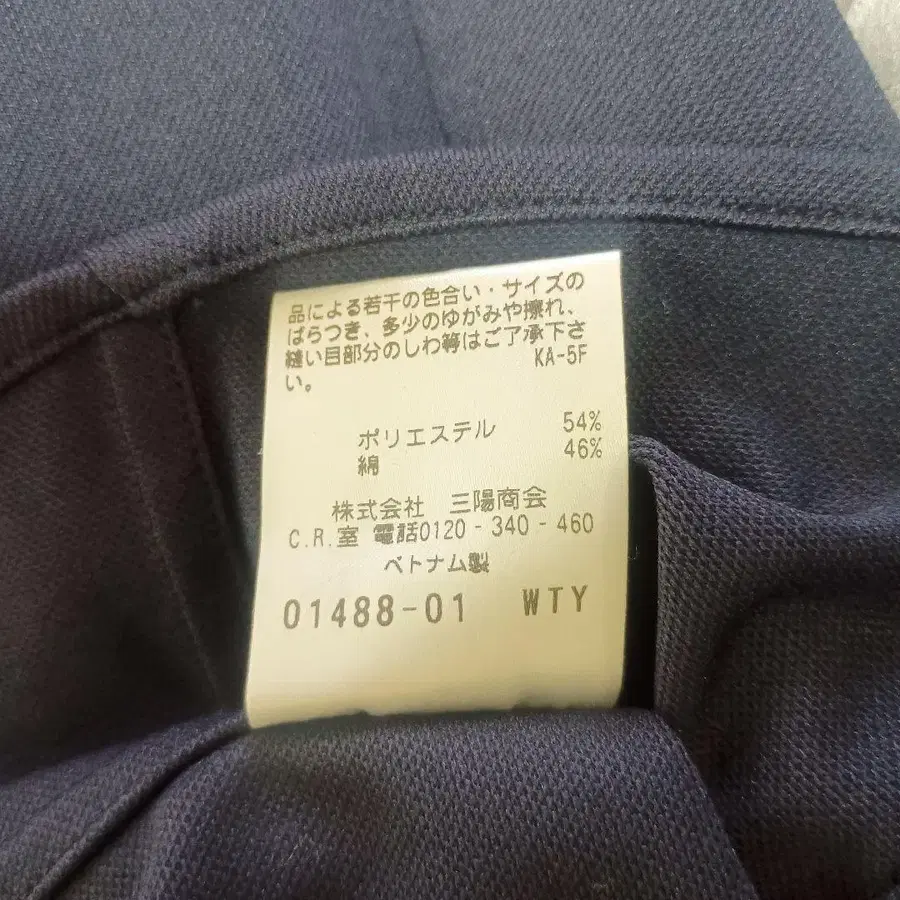 品による若干の色合い・サイズの
ばらつき、多少のゆがみや擦れ、
縫い目部分のしわ等はご了承下さ
い。
KA-5F
ポリエステル 54%
綿 46%
株式会社 三陽商会
C.R.室 電話0120-340-460
ベトナム製
01488-01 WTY